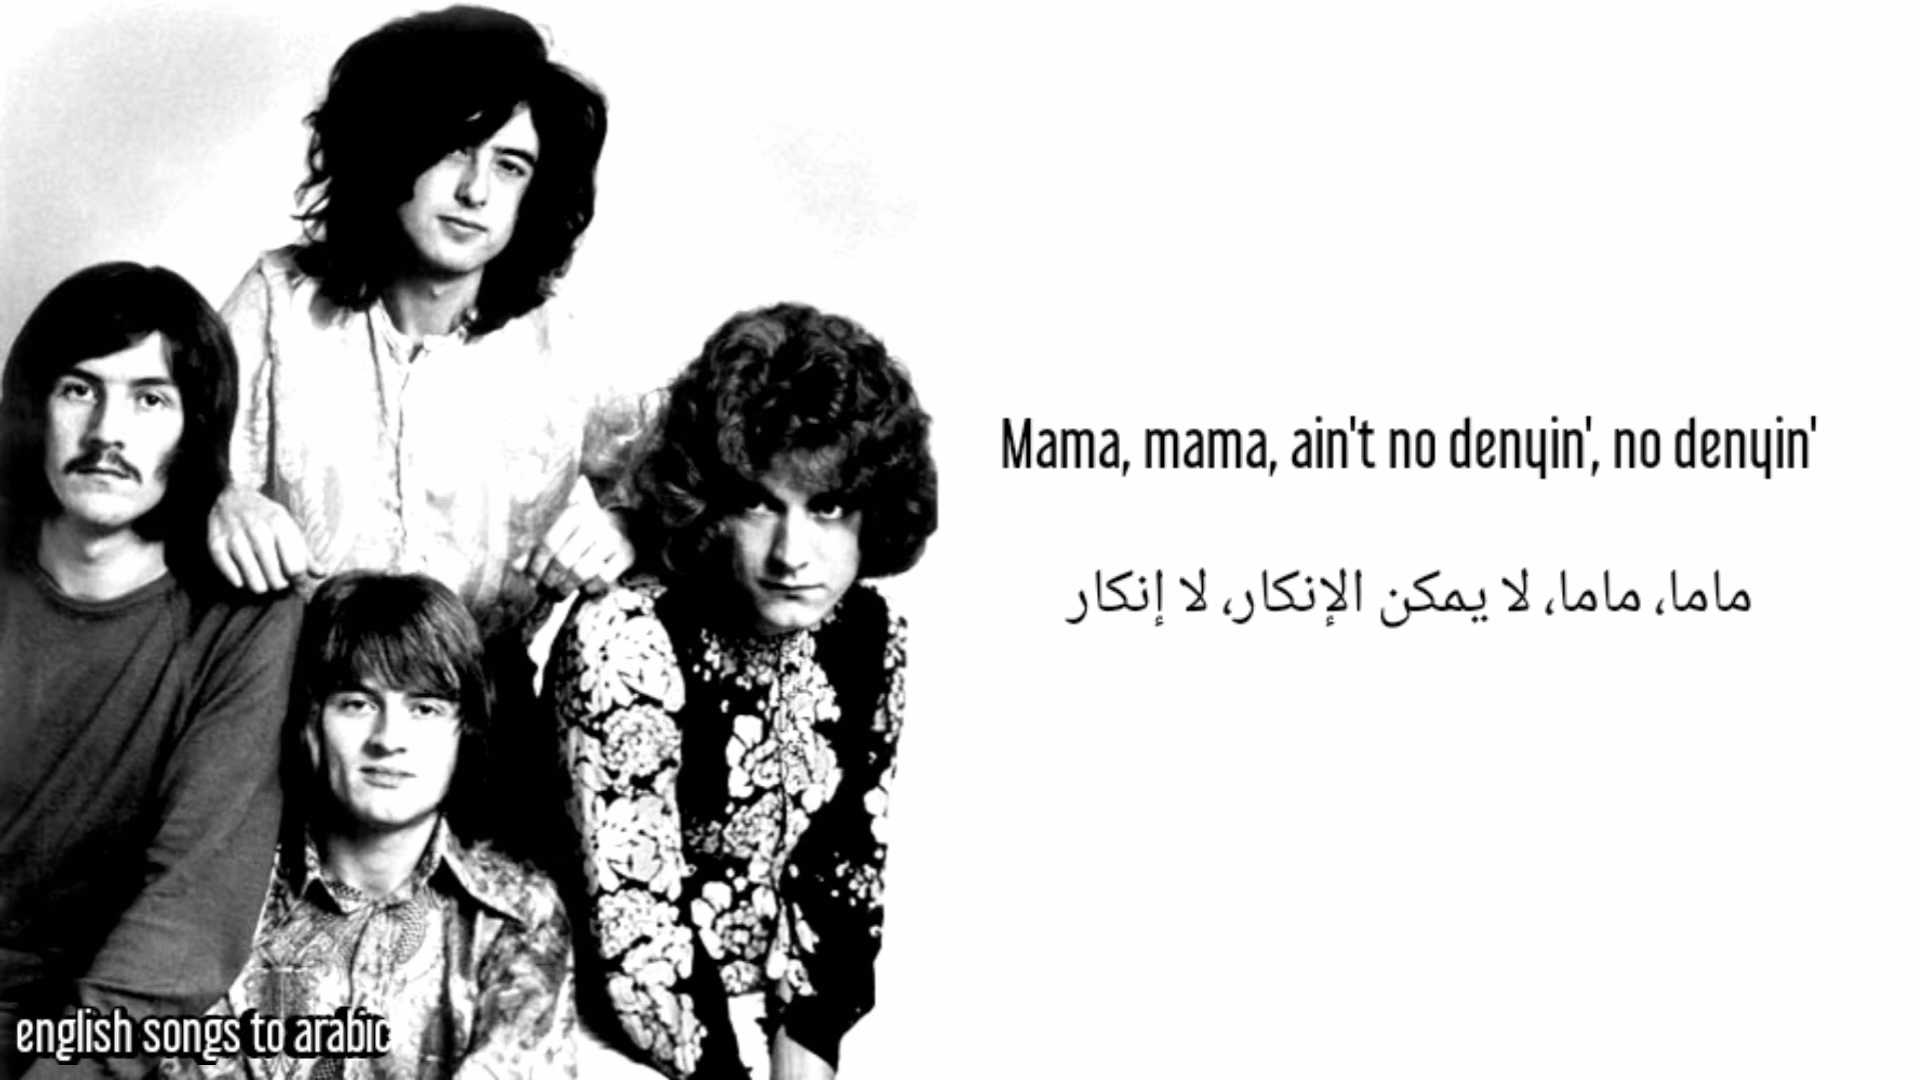 Mama, mama, ain't no denyin', no denyin'
ماما، ماما، لا يمكن الإنكار، لا إنكار
english songs to arabic